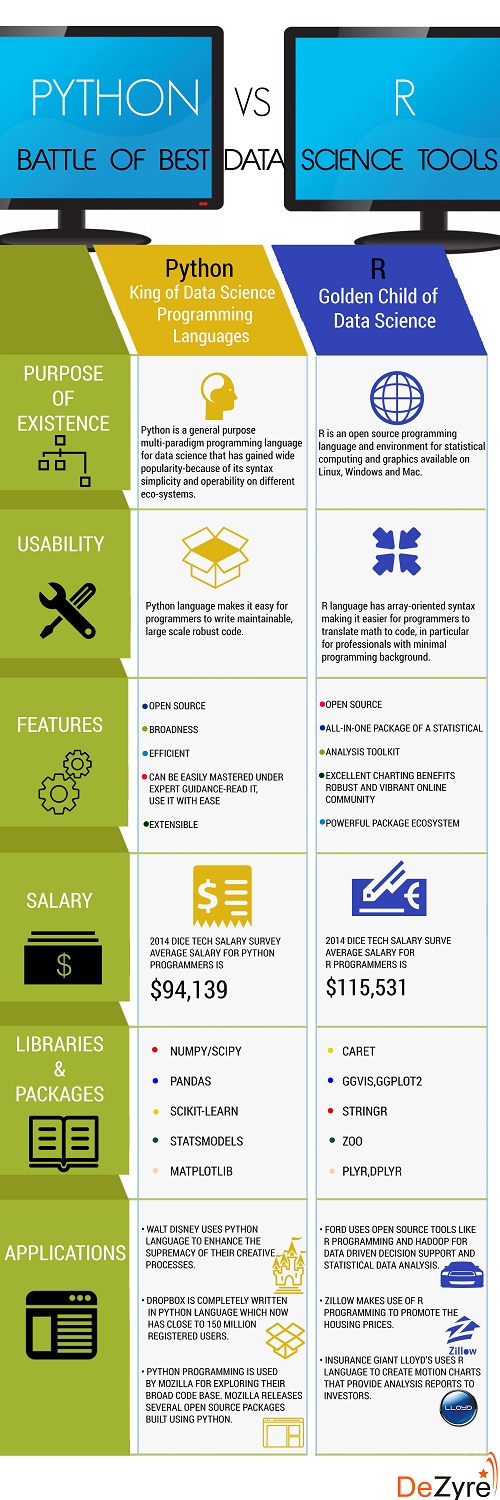 PYTHON VS R
BATTLE OF BEST DATA SCIENCE TOOLS
Python
King of Data Science
Programming
Languages
R
Golden Child of
Data Science
PURPOSE
OF
EXISTENCE
Python is a general purpose
multi-paradigm programming language
for data science that has gained wide
popularity-because of its syntax
simplicity and operability on different
eco-systems.
R is an open source programming
language and environment for statistical
computing and graphics available on
Linux, Windows and Mac.
USABILITY
Python language makes it easy for
programmers to write maintainable,
large scale robust code.
R language has array-oriented syntax
making it easier for programmers to
translate math to code, in particular
for professionals with minimal
programming background.
FEATURES
•OPEN SOURCE
•BROADNESS
•EFFICIENT
•CAN BE EASILY MASTERED UNDER
EXPERT GUIDANCE-READ IT,
USE IT WITH EASE
•EXTENSIBLE
•OPEN SOURCE
•ALL-IN-ONE PACKAGE OF A STATISTICAL
•ANALYSIS TOOLKIT
•EXCELLENT CHARTING BENEFITS
ROBUST AND VIBRANT ONLINE
COMMUNITY
•POWERFUL PACKAGE ECOSYSTEM
SALARY
$
$
2014 DICE TECH SALARY SURVEY
AVERAGE SALARY FOR PYTHON
PROGRAMMERS IS
$94,139
€
2014 DICE TECH SALARY SURVE
AVERAGE SALARY FOR
R PROGRAMMERS IS
$115,531
LIBRARIES
&
PACKAGES
• NUMPY/SCIPY
• PANDAS
• SCIKIT-LEARN
• STATSMODELS
• MATPLOTLIB
• CARET
• GGVIS,GGPLOT2
• STRINGR
• ZOO
• PLYR,DPLYR
APPLICATIONS
• WALT DISNEY USES PYTHON
LANGUAGE TO ENHANCE THE
SUPREMACY OF THEIR CREATIVE
PROCESSES.
• DROPBOX IS COMPLETELY WRITTEN
IN PYTHON LANGUAGE WHICH NOW
HAS CLOSE TO 150 MILLION
REGISTERED USERS.
• PYTHON PROGRAMMING IS USED
BY MOZILLA FOR EXPLORING THEIR
BROAD CODE BASE. MOZILLA RELEASES
SEVERAL OPEN SOURCE PACKAGES
BUILT USING PYTHON.
• FORD USES OPEN SOURCE TOOLS LIKE
R PROGRAMMING AND HADOOP FOR
DATA DRIVEN DECISION SUPPORT AND
STATISTICAL DATA ANALYSIS.
• ZILLOW MAKES USE OF R
PROGRAMMING TO PROMOTE THE
HOUSING PRICES.
Zillow
• INSURANCE GIANT LLOYD'S USES R
LANGUAGE TO CREATE MOTION CHARTS
THAT PROVIDE ANALYSIS REPORTS TO
INVESTORS.
LLOYD
DeZyre